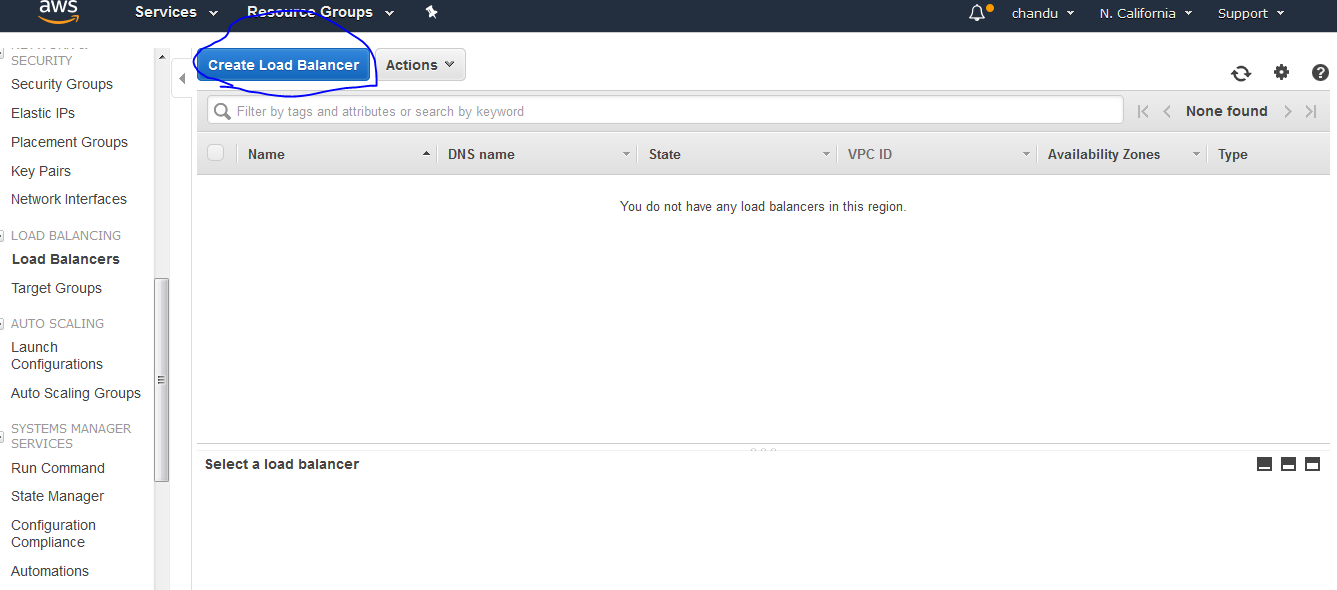 aws Services Resource Groups chandu N. California Support
NETWORK &
SECURITY
Security Groups
Elastic IPs
Placement Groups
Key Pairs
Network Interfaces
LOAD BALANCING
Load Balancers
Target Groups
AUTO SCALING
Launch
Configurations
Auto Scaling Groups
SYSTEMS MANAGER
SERVICES
Run Command
State Manager
Configuration
Compliance
Automations
Create Load Balancer Actions
Filter by tags and attributes or search by keyword None found
Name DNS name State VPC ID Availability Zones Type
You do not have any load balancers in this region.
Select a load balancer